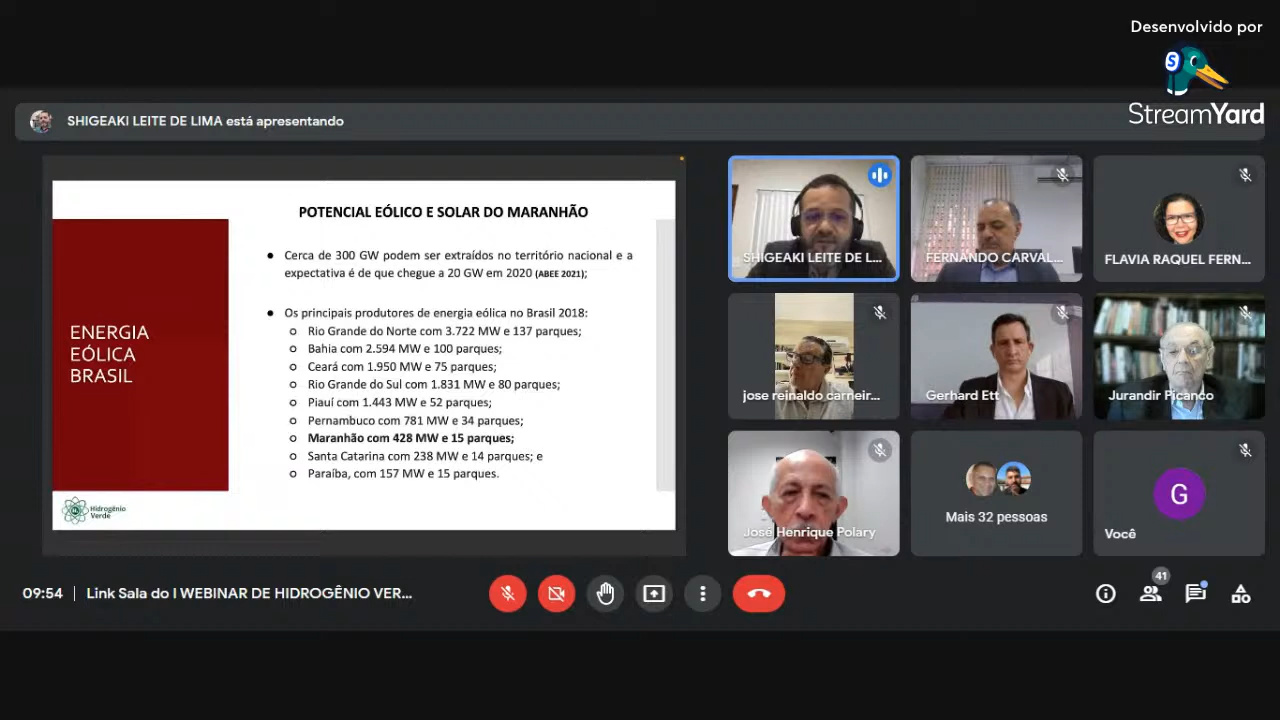 Desenvolvido por
S
StreamYard
SHIGEAKI LEITE DE LIMA está apresentando
POTENCIAL EÓLICO E SOLAR DO MARANHÃO
● Cerca de 300 GW podem ser extraídos no território nacional e a
expectativa é de que chegue a 20 GW em 2020 (ABEE 2021);
● Os principais produtores de energia eólica no Brasil 2018:
o Rio Grande do Norte com 3.722 MW e 137 parques;
o Bahia com 2.594 MW e 100 parques;
o Ceará com 1.950 MW e 75 parques;
o Rio Grande do Sul com 1.831 MW e 80 parques;
o Piauí com 1.443 MW e 52 parques;
o Pernambuco com 781 MW e 34 parques;
o Maranhão com 428 MW e 15 parques;
o Santa Catarina com 238 MW e 14 parques; e
o Paraíba, com 157 MW e 15 parques.
ENERGIA
EÓLICA
BRASIL
Hidrogênio
Verde
SHIGEAKI LEITE DE L...
FERNANDO CARVAL...
FLAVIA RAQUEL FERN...
jose reinaldo carneir...
Gerhard Ett
Jurandir Picanco
José Henrique Polary
Mais 32 pessoas
G
Você
09:54 | Link Sala do I WEBINAR DE HIDROGÊNIO VER...
41